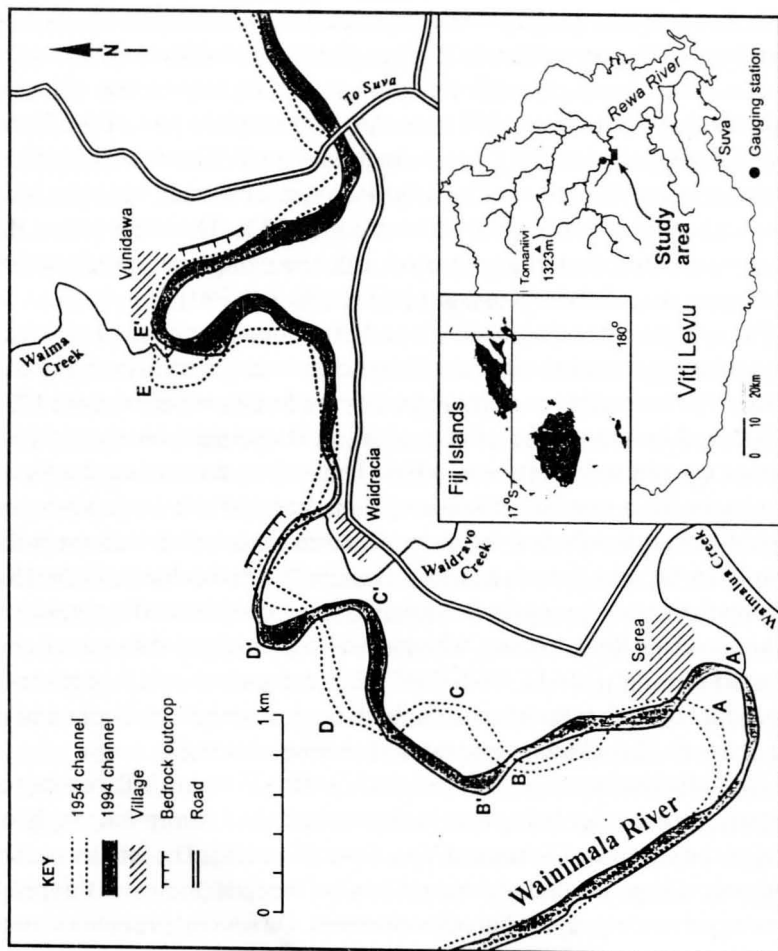 N
To Suva
Vunidawa
Waima
Creek
E'
E
Waidracia
Waidravo
Creek
D'
C'
D
C
B'
B
Serea
A'
A
Waimalua Creek
Wainimala River
KEY
1954 channel
1994 channel
Village
Bedrock outcrop
Road
0
1 km
Fiji Islands
17°S
180°
Tomaniivi
1323m
Rewa River
Study
area
Suva
Viti Levu
0 10 20km
Gauging station